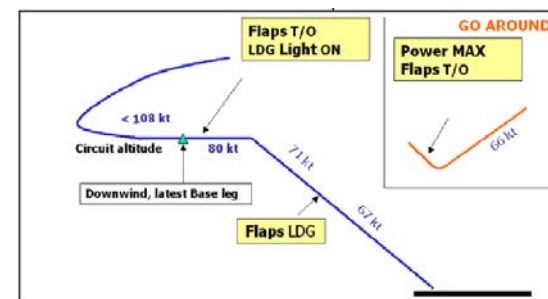 Flaps T/O
LDG Light ON
< 108 kt
Circuit altitude
80 kt
Downwind, latest Base leg
71 kt
Flaps LDG
67 kt
GO AROUND
Power MAX
Flaps T/O
66 kt